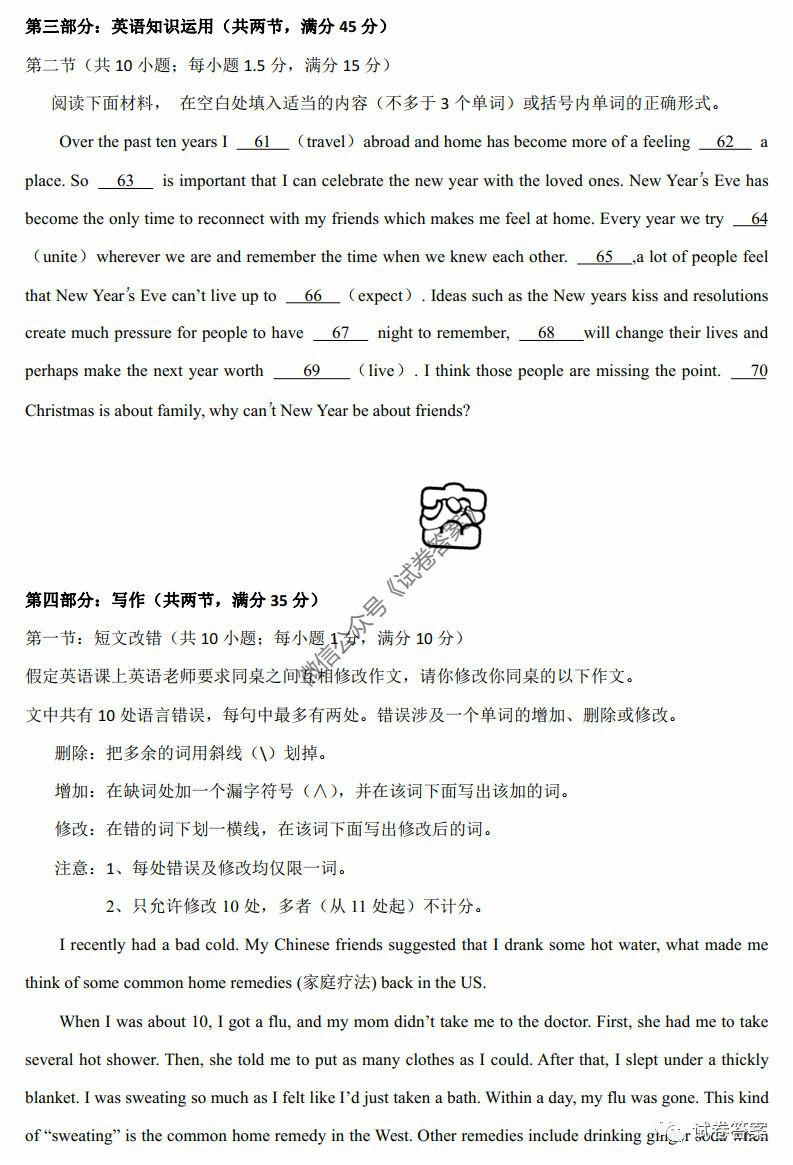 第三部分：英语知识运用（共两节，满分 45 分）
第二节（共 10 小题；每小题 1.5 分，满分 15 分）
阅读下面材料， 在空白处填入适当的内容（不多于 3 个单词）或括号内单词的正确形式。
Over the past ten years I 61 （travel）abroad and home has become more of a feeling 62 a
place. So 63 is important that I can celebrate the new year with the loved ones. New Year’s Eve has
become the only time to reconnect with my friends which makes me feel at home. Every year we try 64
（unite）wherever we are and remember the time when we knew each other. 65 ,a lot of people feel
that New Year’s Eve can’t live up to 66 （expect）. Ideas such as the New years kiss and resolutions
create much pressure for people to have 67 night to remember, 68 will change their lives and
perhaps make the next year worth 69 （live）. I think those people are missing the point. 70
Christmas is about family, why can’t New Year be about friends?
微信公众号《试卷答案》
第四部分：写作（共两节，满分 35 分）
第一节：短文改错（共 10 小题；每小题 1 分，满分 10 分）
假定英语课上英语老师要求同桌之间互相修改作文，请你修改你同桌的以下作文。
文中共有 10 处语言错误，每句中最多有两处。错误涉及一个单词的增加、删除或修改。
删除：把多余的词用斜线（\）划掉。
增加：在缺词处加一个漏字符号（∧），并在该词下面写出该加的词。
修改：在错的词下划一横线，在该词下面写出修改后的词。
注意：1、每处错误及修改均仅限一词。
2、只允许修改 10 处，多者（从 11 处起）不计分。
I recently had a bad cold. My Chinese friends suggested that I drank some hot water, what made me
think of some common home remedies (家庭疗法) back in the US.
When I was about 10, I got a flu, and my mom didn’t take me to the doctor. First, she had me to take
several hot shower. Then, she told me to put as many clothes as I could. After that, I slept under a thickly
blanket. I was sweating so much as I felt like I’d just taken a bath. Within a day, my flu was gone. This kind
of “sweating” is the common home remedy in the West. Other remedies include drinking ginger soda when
试卷答案